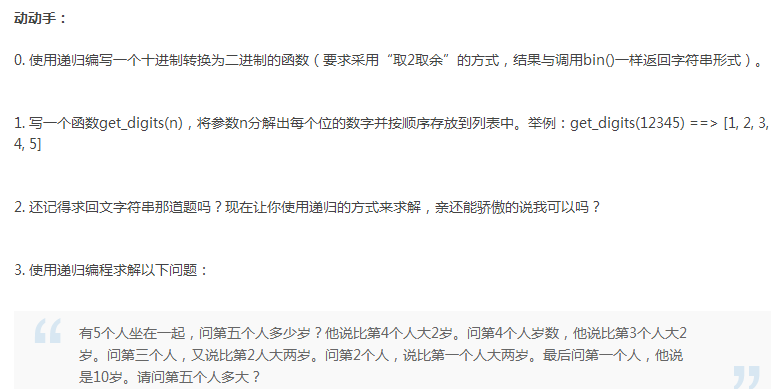 动动手：
0. 使用递归编写一个十进制转换为二进制的函数（要求采用“取2取余”的方式，结果与调用bin()一样返回字符串形式）。
1. 写一个函数get_digits(n)，将参数n分解出每个位的数字并按顺序存放到列表中。举例：get_digits(12345) ==> [1, 2, 3,
4, 5]
2. 还记得求回文字符串那道题吗？现在让你使用递归的方式来求解，亲还能骄傲的说我可以吗？
3. 使用递归编程求解以下问题：
有5个人坐在一起，问第五个人多少岁？他说比第4个人大2岁。问第4个人岁数，他说比第3个人大2
岁。问第三个人，又说比第2人大两岁。问第2个人，说比第一个人大两岁。最后问第一个人，他说
是10岁。请问第五个人多大？